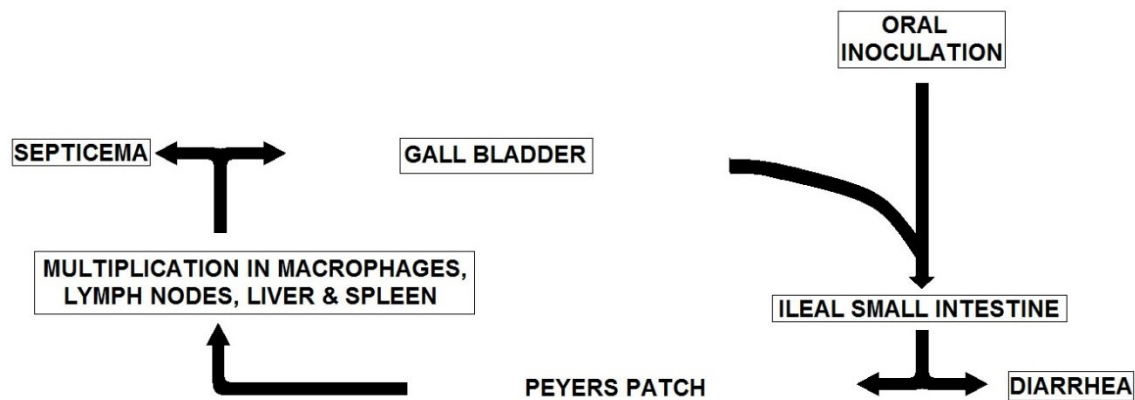 ORAL
INOCULATION
SEPTICEMA
GALL BLADDER
MULTIPLICATION IN MACROPHAGES,
LYMPH NODES, LIVER & SPLEEN
ILEAL SMALL INTESTINE
PEYERS PATCH
DIARRHEA